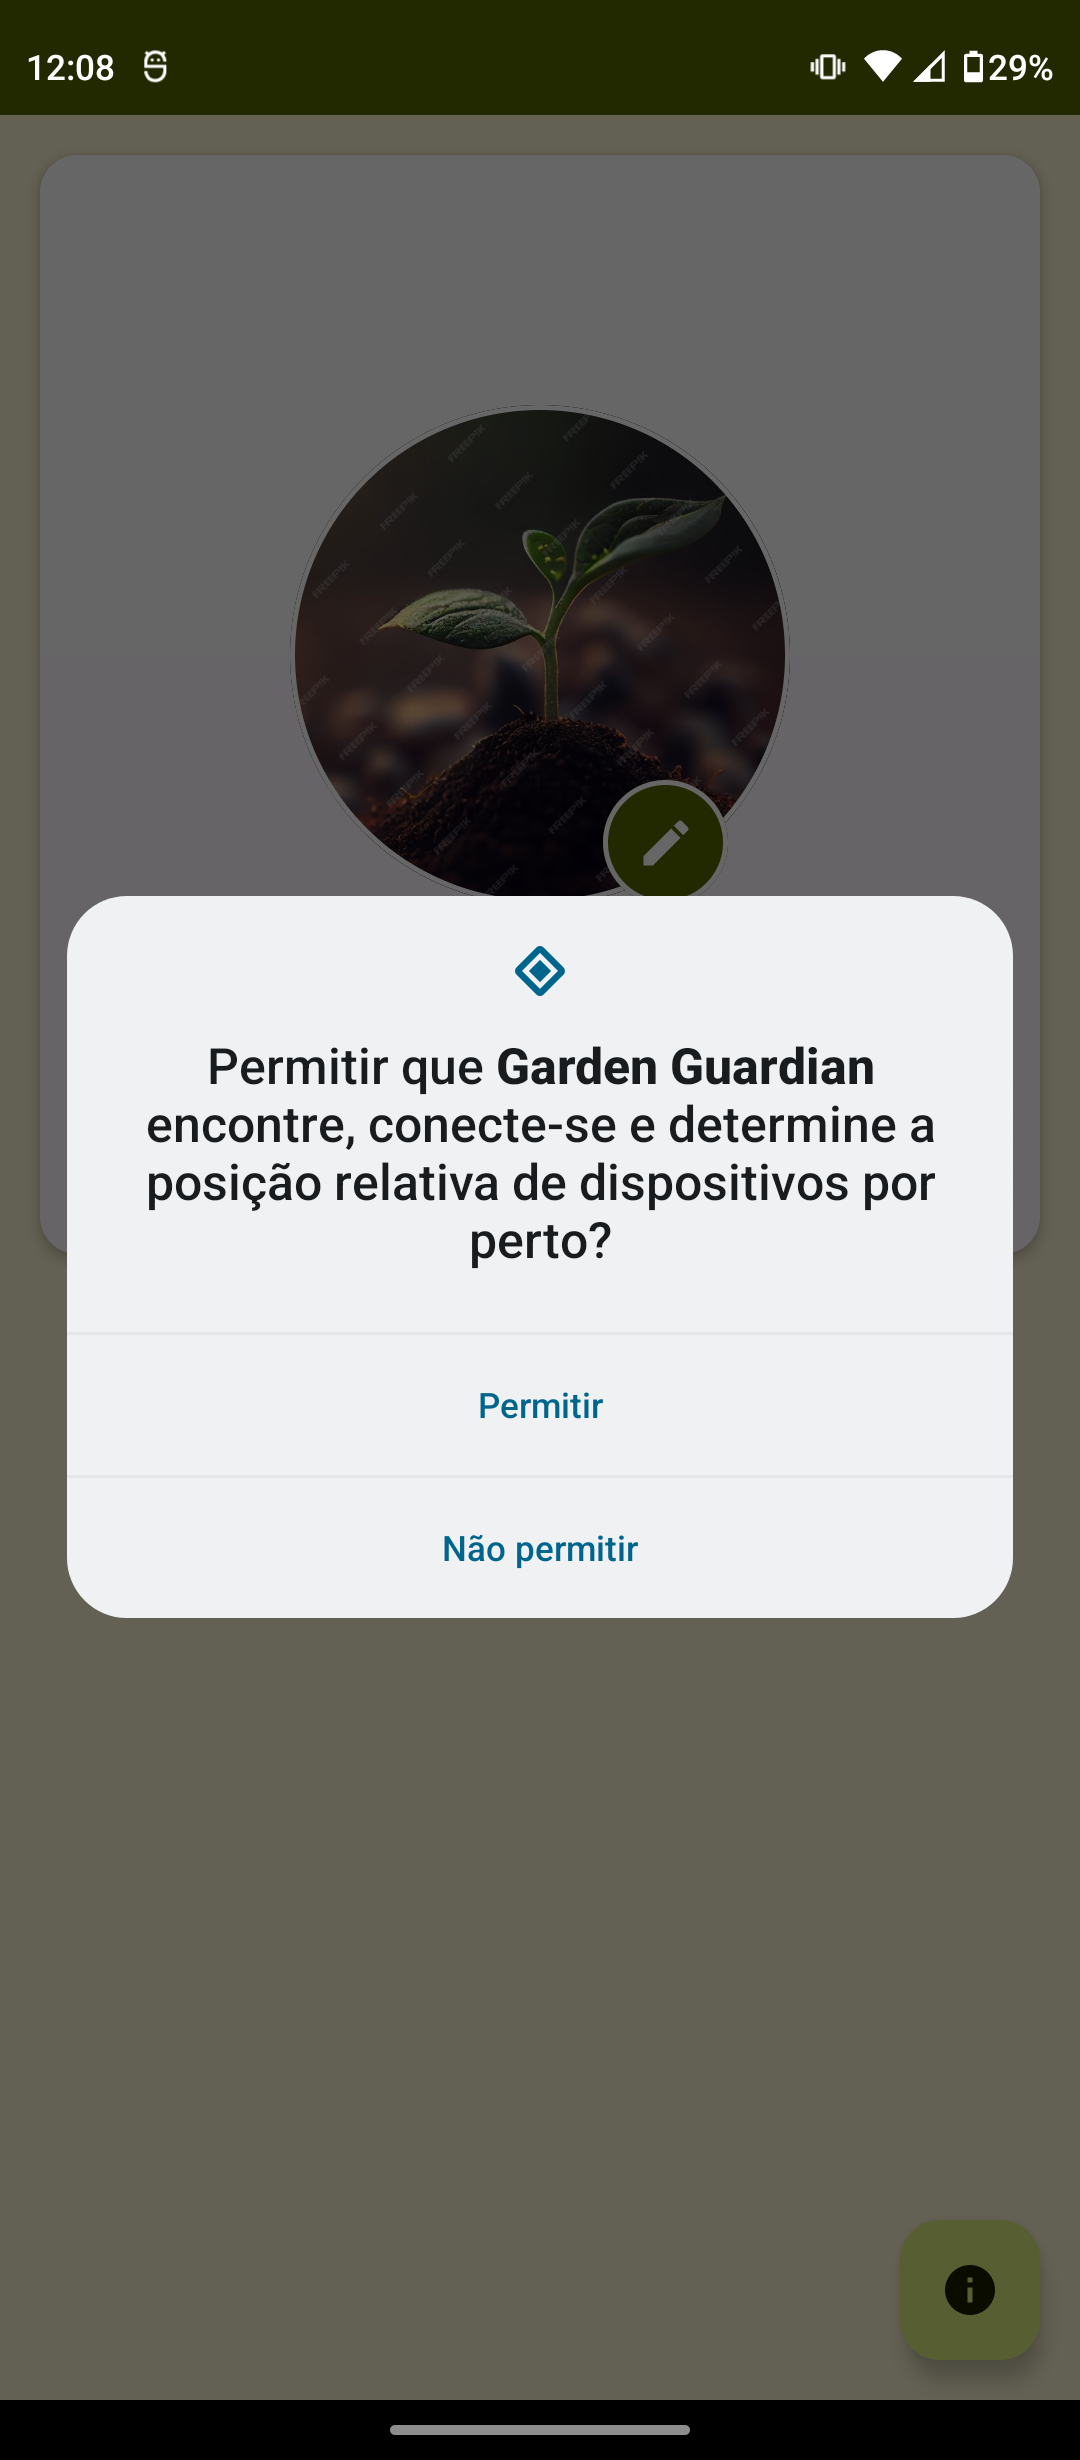 12:08
29%
Permitir que Garden Guardian
encontre, conecte-se e determine a
posição relativa de dispositivos por
perto?
Permitir
Não permitir
FREEPIK